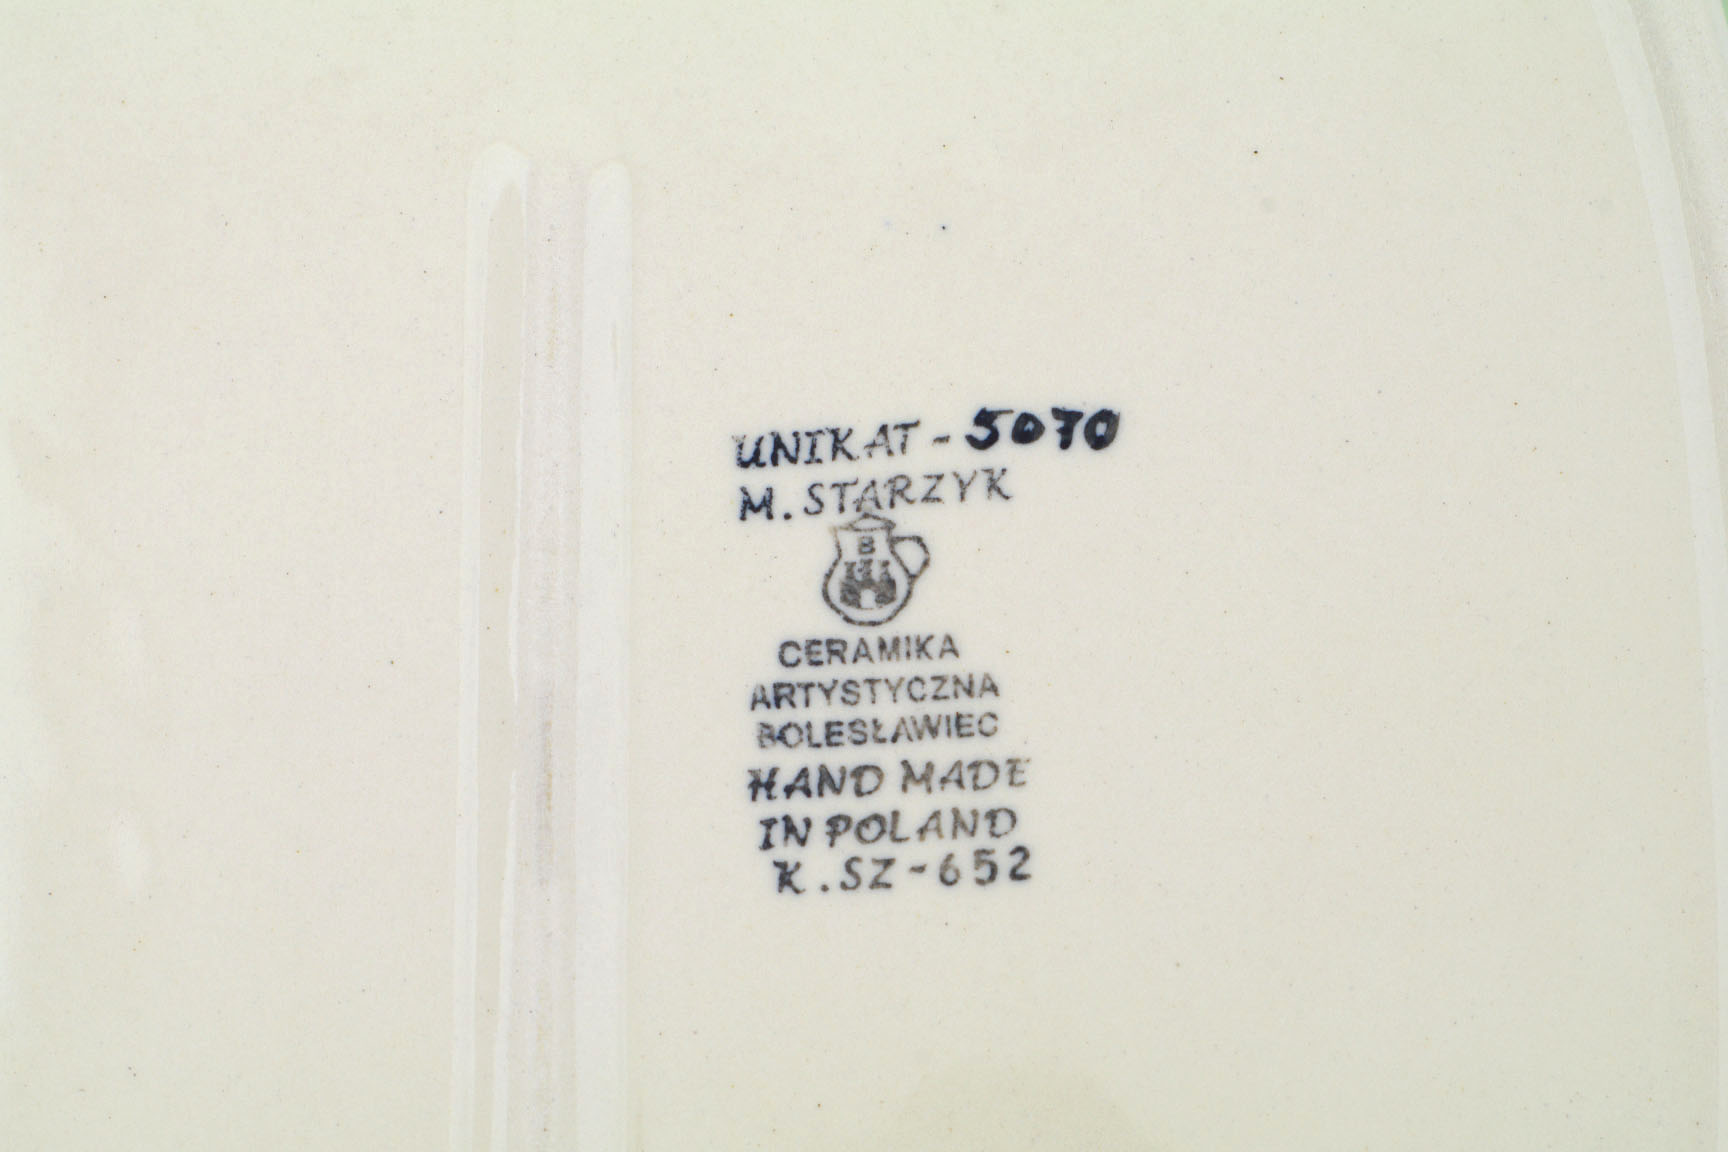 UNIKAT - 5070
M. STARZYK
B
CERAMIKA
ARTYSTYCZNA
BOLESŁAWIEC
HAND MADE
IN POLAND
K.SZ-652